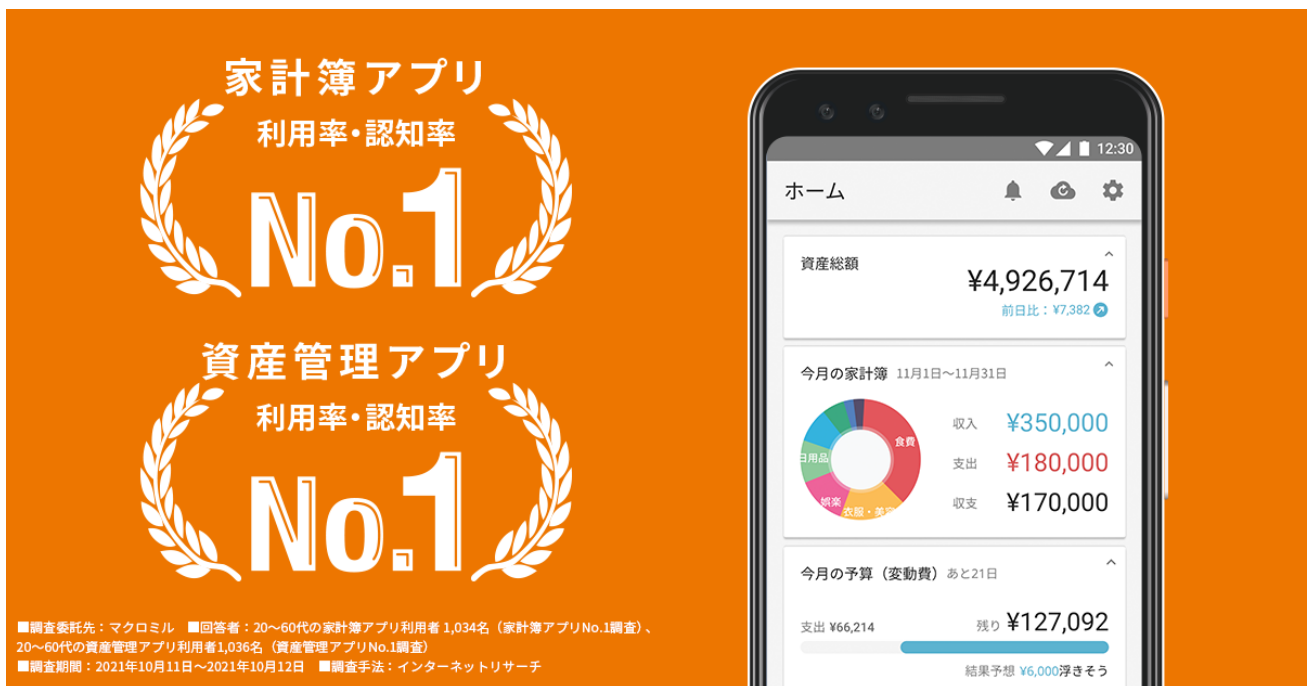 家計簿アプリ
利用率・認知率
No.1
資産管理アプリ
利用率・認知率
No.1
■調査委託先：マクロミル　■回答者：20〜60代の家計簿アプリ利用者 1,034名（家計簿アプリNo.1調査）、
20〜60代の資産管理アプリ利用者1,036名（資産管理アプリNo.1調査）
■調査期間：2021年10月11日〜2021年10月12日　■調査手法：インターネットリサーチ
12:30
ホーム
資産総額
¥4,926,714
前日比：¥7,382
今月の家計簿 11月1日〜11月31日
食費
日用品
娯楽
衣服・美容
収入 ¥350,000
支出 ¥180,000
収支 ¥170,000
今月の予算（変動費） あと21日
支出 ¥66,214 残り ¥127,092
結果予想 ¥6,000浮きそう